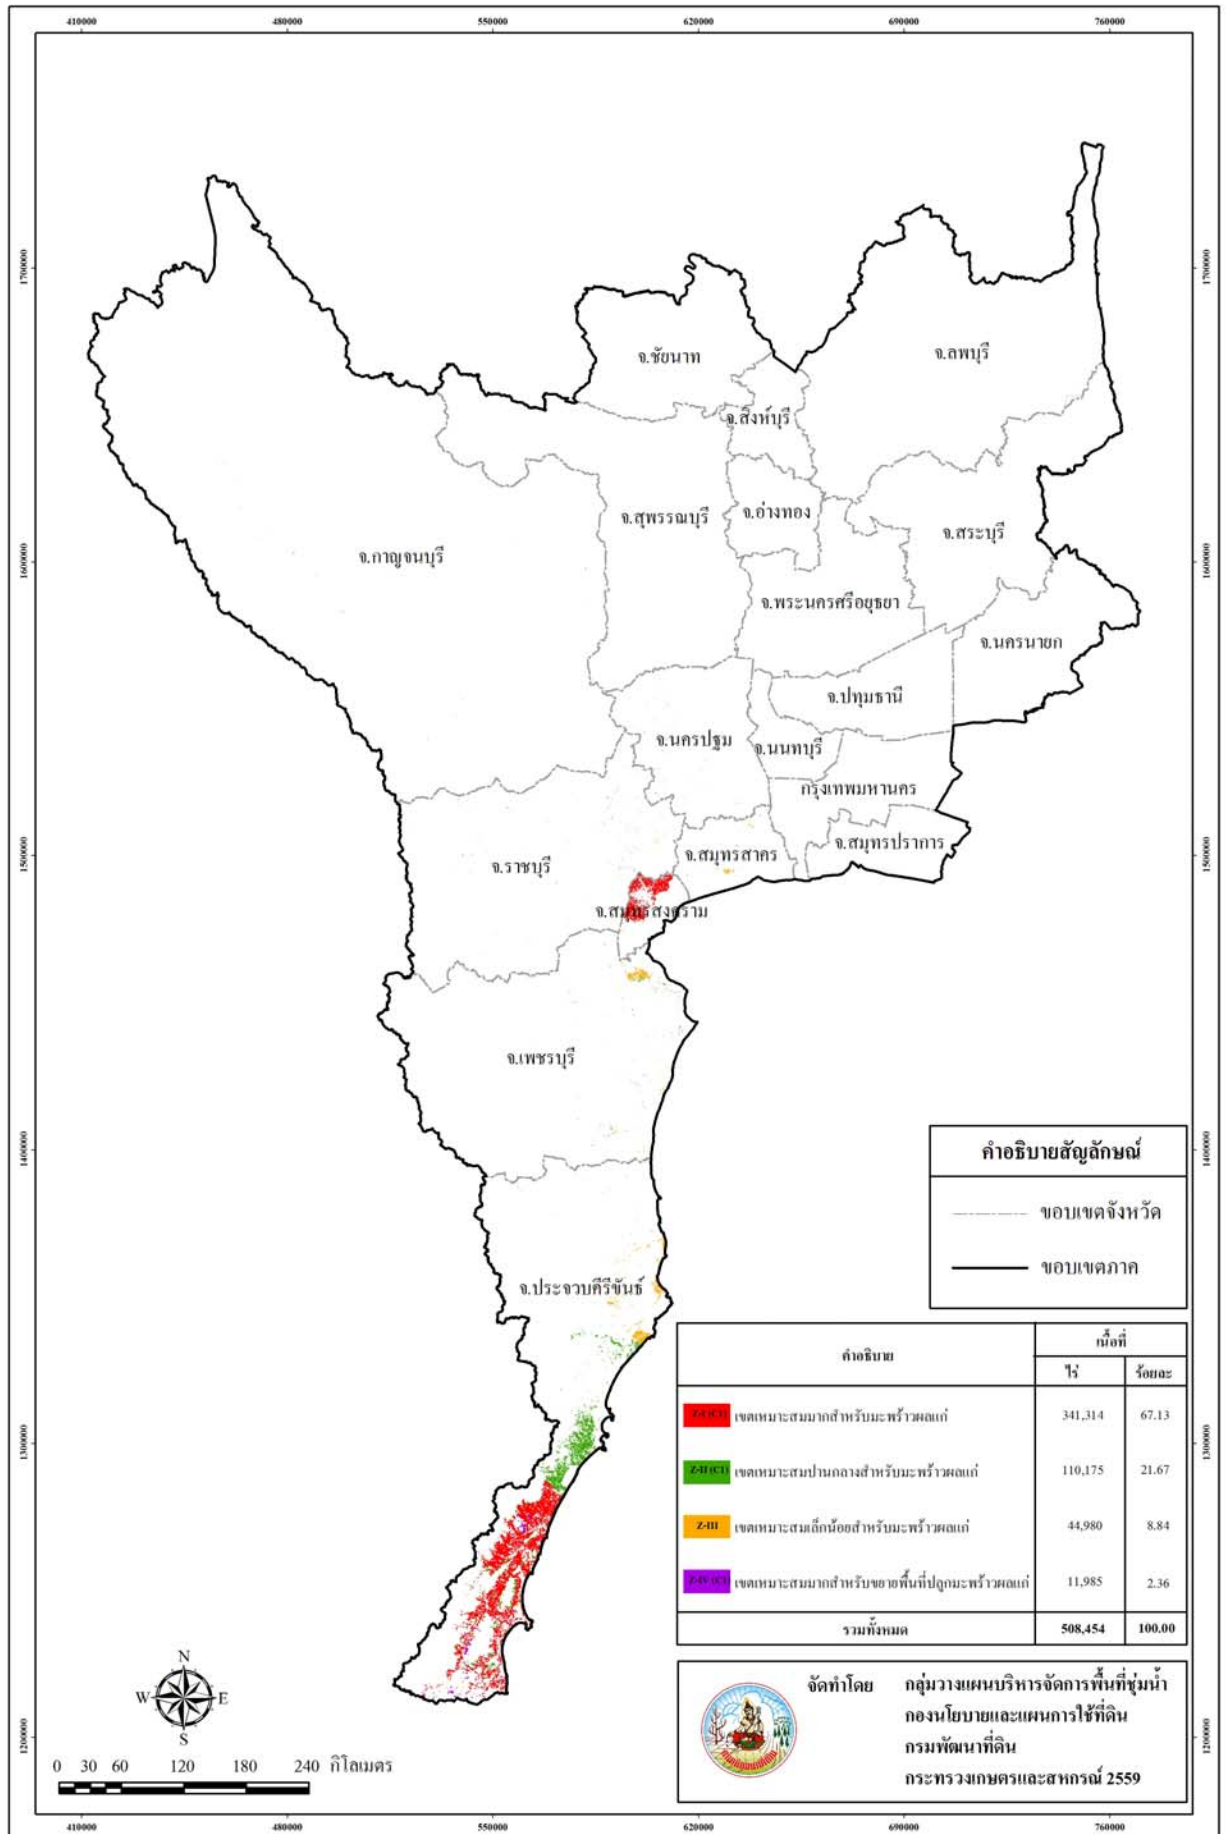 410000 480000 550000 620000 690000 760000
1700000 1700000
1600000 1600000
1500000 1500000
1400000 1400000
1300000 1300000
1200000 1200000
จ.ชัยนาท
จ.ลพบุรี
จ.สิงห์บุรี
จ.สุพรรณบุรี
จ.อ่างทอง
จ.สระบุรี
จ.กาญจนบุรี
จ.พระนครศรีอยุธยา
จ.นครนายก
จ.ปทุมธานี
จ.นครปฐม
จ.นนทบุรี
กรุงเทพมหานคร
จ.สมุทรปราการ
จ.สมุทรสาคร
จ.ราชบุรี
จ.สมุทรสงคราม
จ.เพชรบุรี
จ.ประจวบคีรีขันธ์
คำอธิบายสัญลักษณ์
ขอบเขตจังหวัด
ขอบเขตภาค
คำอธิบาย เนื้อที่
ไร่ ร้อยละ
Z-I (C1) เขตเหมาะสมมากสำหรับมะพร้าวผลแก่ 341,314 67.13
Z-II (C1) เขตเหมาะสมปานกลางสำหรับมะพร้าวผลแก่ 110,175 21.67
Z-III เขตเหมาะสมเล็กน้อยสำหรับมะพร้าวผลแก่ 44,980 8.84
Z-IV (C1) เขตเหมาะสมมากสำหรับขยายพื้นที่ปลูกมะพร้าวผลแก่ 11,985 2.36
รวมทั้งหมด 508,454 100.00
จัดทำโดย กลุ่มวางแผนบริหารจัดการพื้นที่ชุ่มน้ำ
กองนโยบายและแผนการใช้ที่ดิน
กรมพัฒนาที่ดิน
กระทรวงเกษตรและสหกรณ์ 2559
N
W E
S
0 30 60 120 180 240 กิโลเมตร
410000 480000 550000 620000 690000 760000